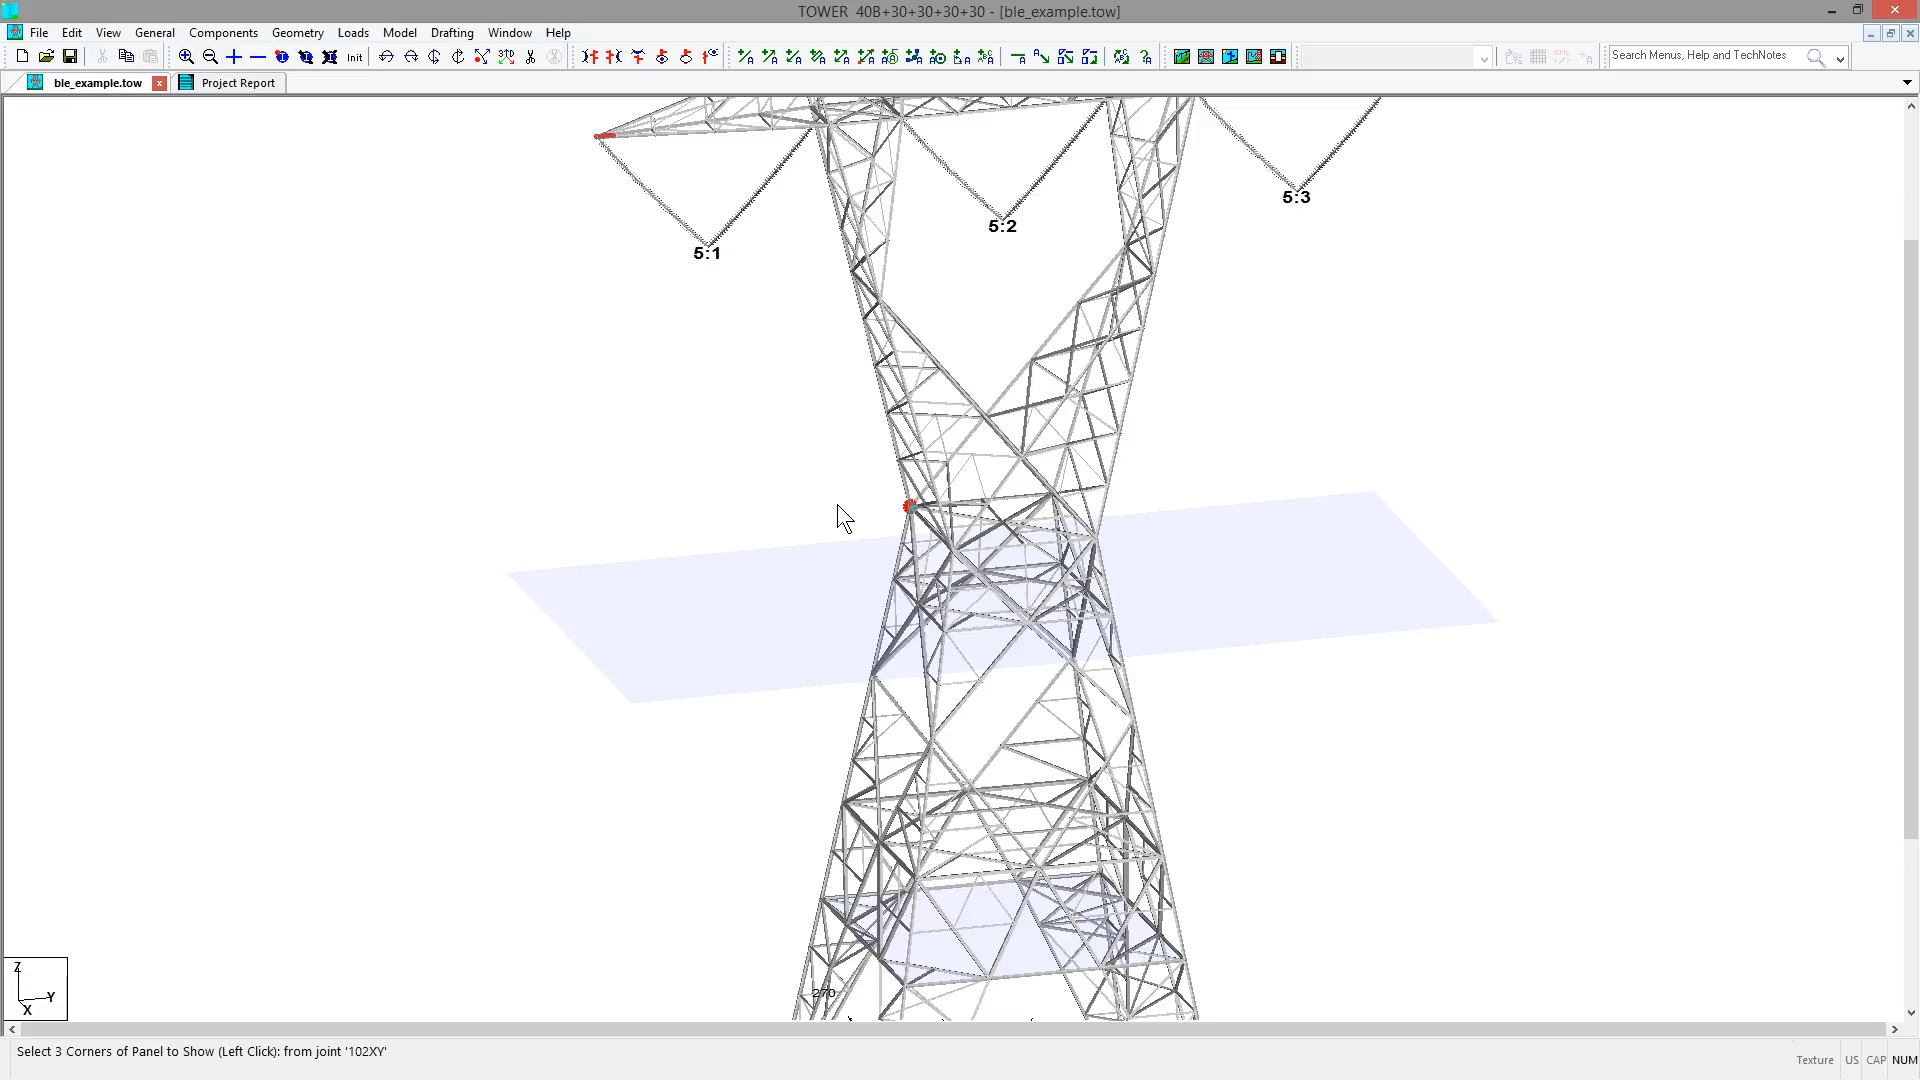 TOWER 40B+30+30+30+30 - [ble_example.tow]
File Edit View General Components Geometry Loads Model Drafting Window Help
Init 3D Search Menus, Help and TechNotes
ble_example.tow Project Report
5:3
5:2
5:1
270
Z
Y
X
Select 3 Corners of Panel to Show (Left Click): from joint '102XY'
Texture US CAP NUM